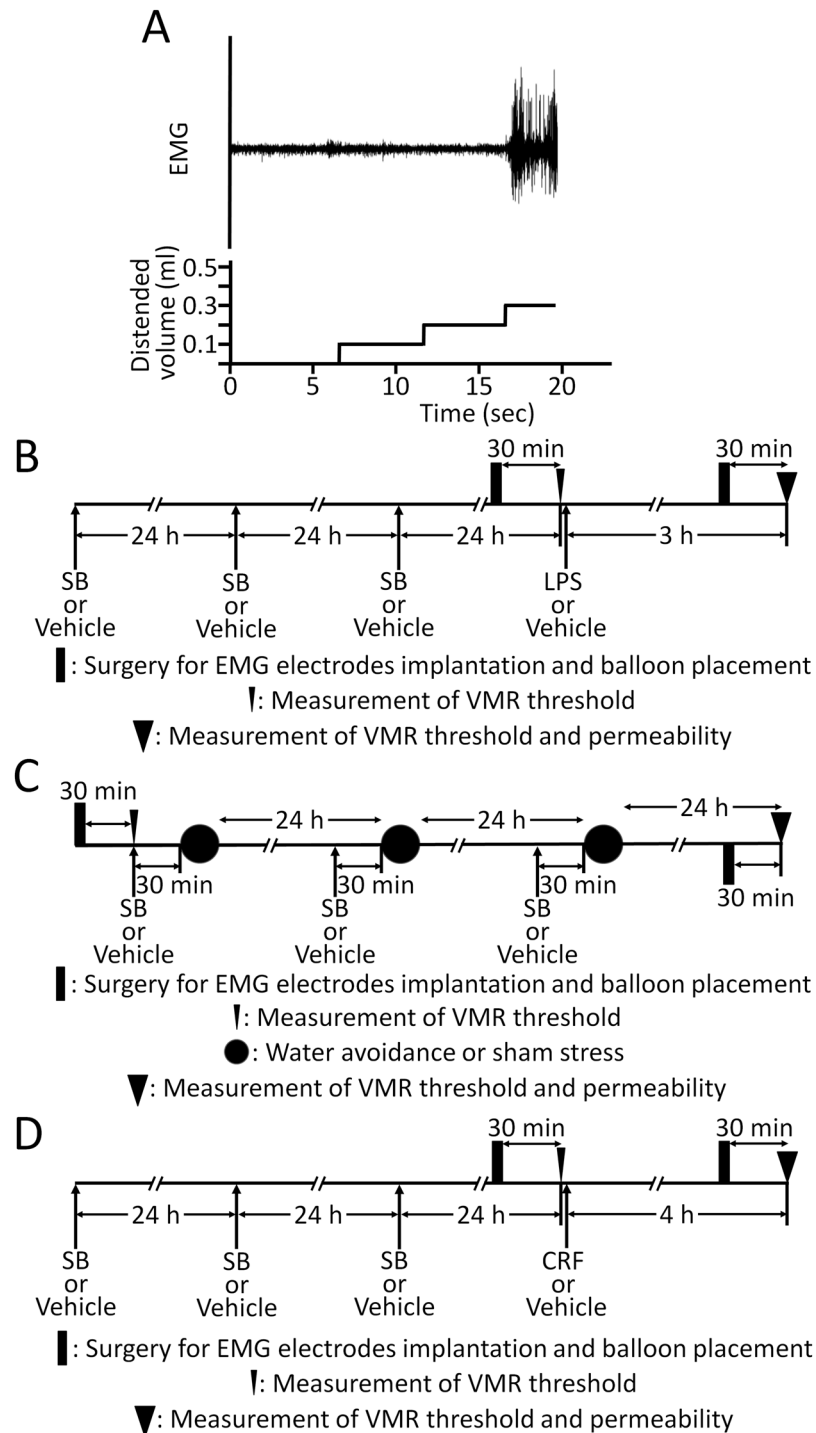 A
EMG
Distended
volume (ml)
0.5
0.3
0.1
0 5 10 15 20
Time (sec)
B
30 min 30 min
24 h 24 h 24 h 3 h
SB SB SB LPS
or or or or
Vehicle Vehicle Vehicle Vehicle
: Surgery for EMG electrodes implantation and balloon placement
: Measurement of VMR threshold
: Measurement of VMR threshold and permeability
C
30 min 24 h 24 h 24 h
30 min 30 min 30 min 30 min
SB SB SB
or or or
Vehicle Vehicle Vehicle
: Surgery for EMG electrodes implantation and balloon placement
: Measurement of VMR threshold
: Water avoidance or sham stress
: Measurement of VMR threshold and permeability
D
30 min 30 min
24 h 24 h 24 h 4 h
SB SB SB CRF
or or or or
Vehicle Vehicle Vehicle Vehicle
: Surgery for EMG electrodes implantation and balloon placement
: Measurement of VMR threshold
: Measurement of VMR threshold and permeability